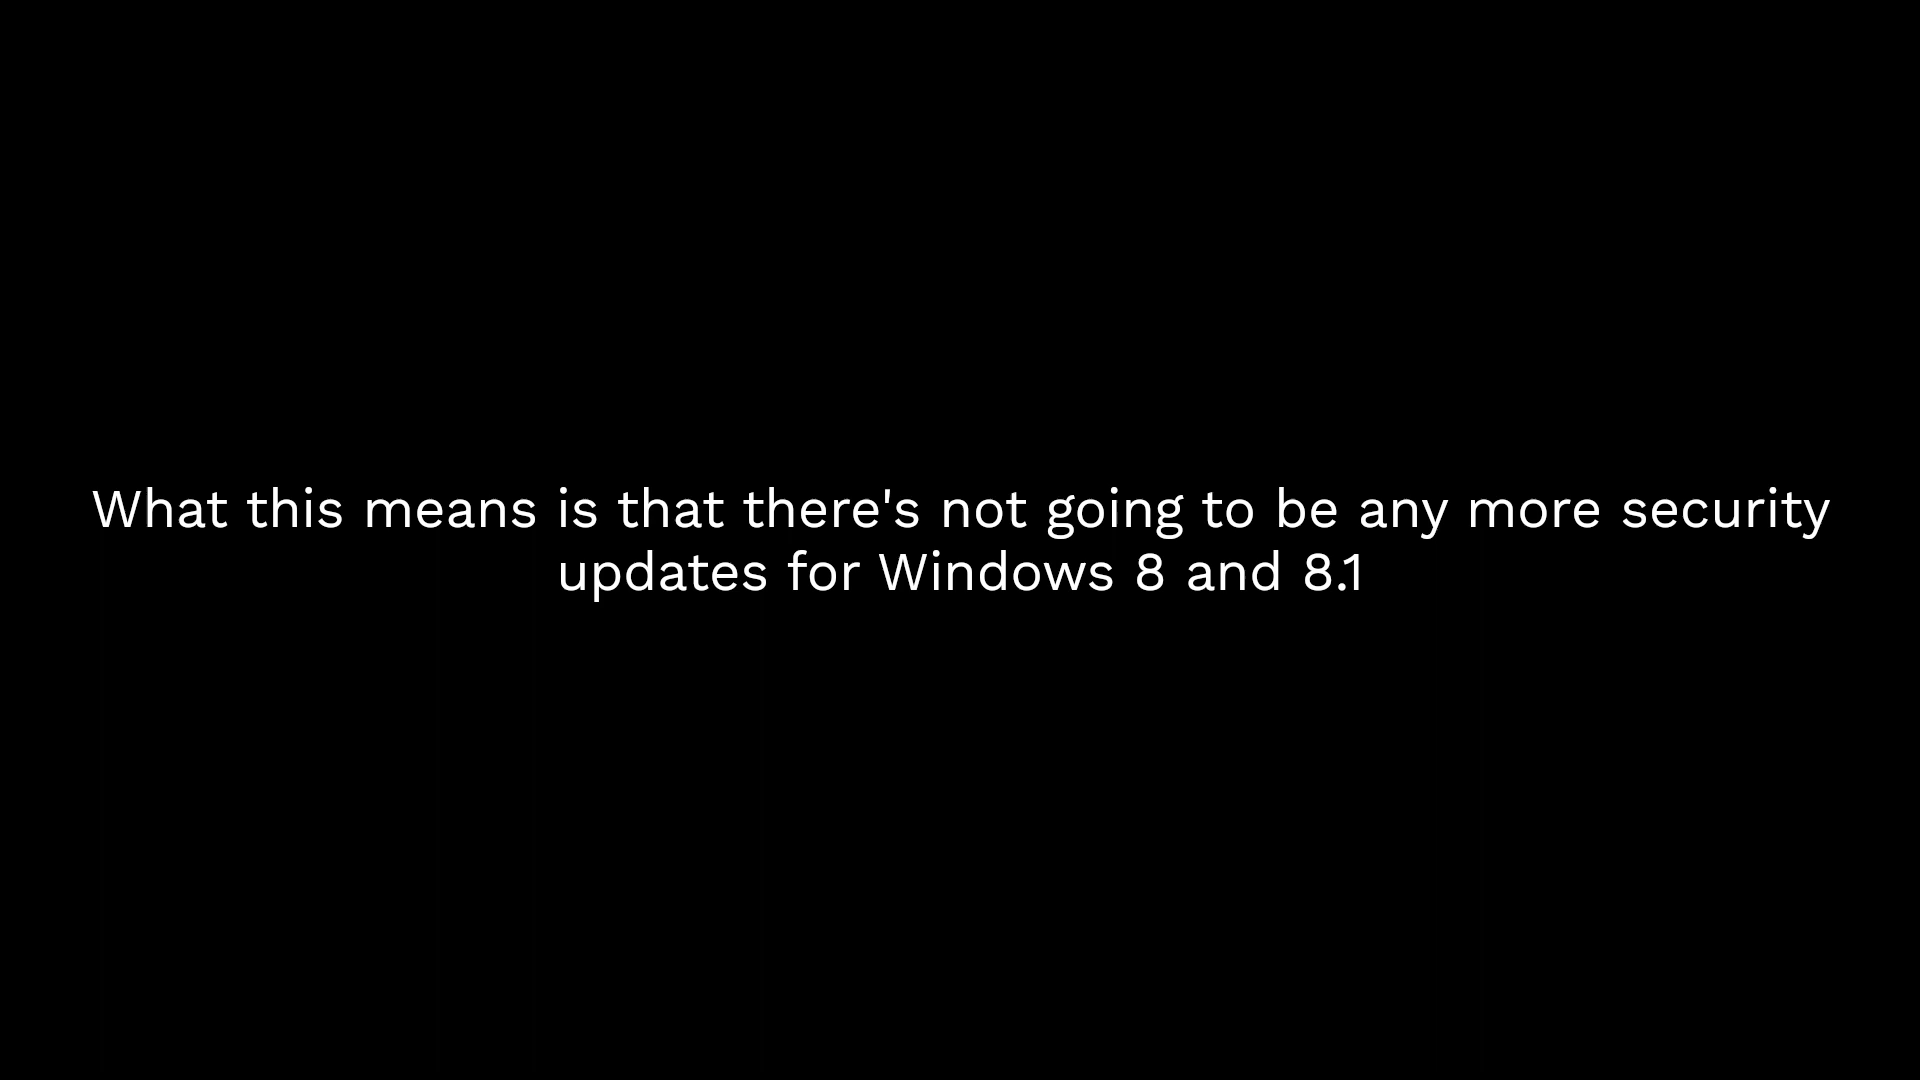 What this means is that there's not going to be any more security
updates for Windows 8 and 8.1